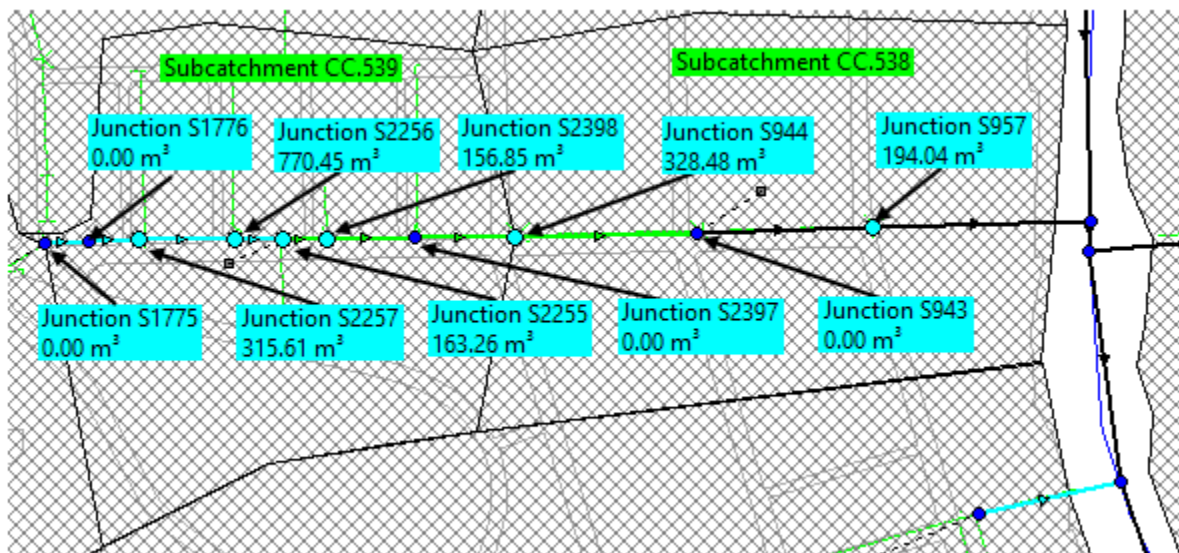 Subcatchment CC.539
Subcatchment CC.538
Junction S1776
0.00 m³
Junction S2256
770.45 m³
Junction S2398
156.85 m³
Junction S944
328.48 m³
Junction S957
194.04 m³
Junction S1775
0.00 m³
Junction S2257
315.61 m³
Junction S2255
163.26 m³
Junction S2397
0.00 m³
Junction S943
0.00 m³